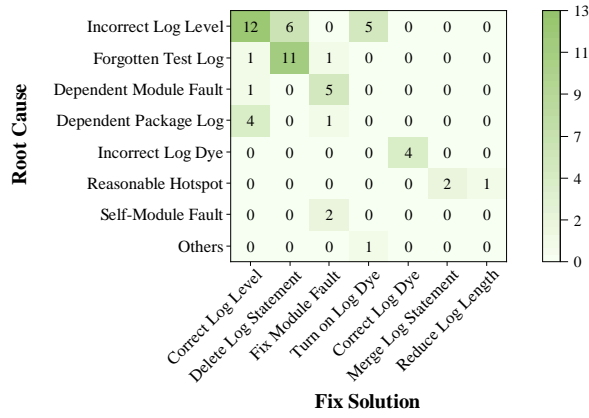 Root Cause
Incorrect Log Level 12 6 0 5 0 0 0
Forgotten Test Log 1 11 1 0 0 0 0
Dependent Module Fault 1 0 5 0 0 0 0
Dependent Package Log 4 0 1 0 0 0 0
Incorrect Log Dye 0 0 0 0 4 0 0
Reasonable Hotspot 0 0 0 0 0 2 1
Self-Module Fault 0 0 2 0 0 0 0
Others 0 0 0 1 0 0 0
Correct Log Level
Delete Log Statement
Fix Module Fault
Turn on Log Dye
Correct Log Dye
Merge Log Statement
Reduce Log Length
Fix Solution
13
11
9
7
4
2
0